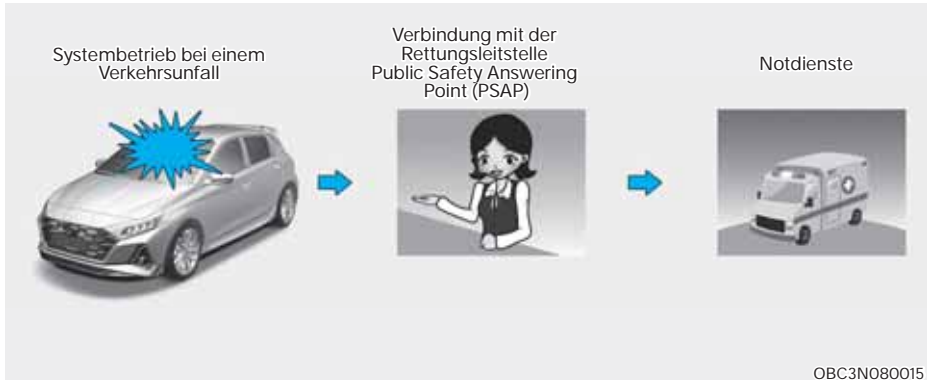 Systembetrieb bei einem
Verkehrsunfall
Verbindung mit der
Rettungsleitstelle
Public Safety Answering
Point (PSAP)
Notdienste
OBC3N080015